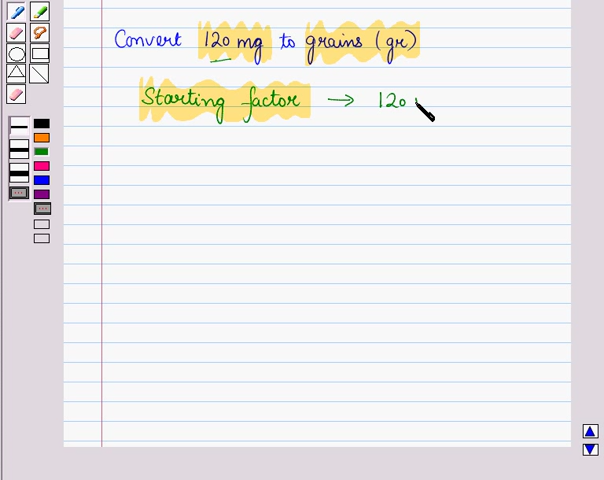 Convert 120 mg to grains (gr)
Starting factor → 120